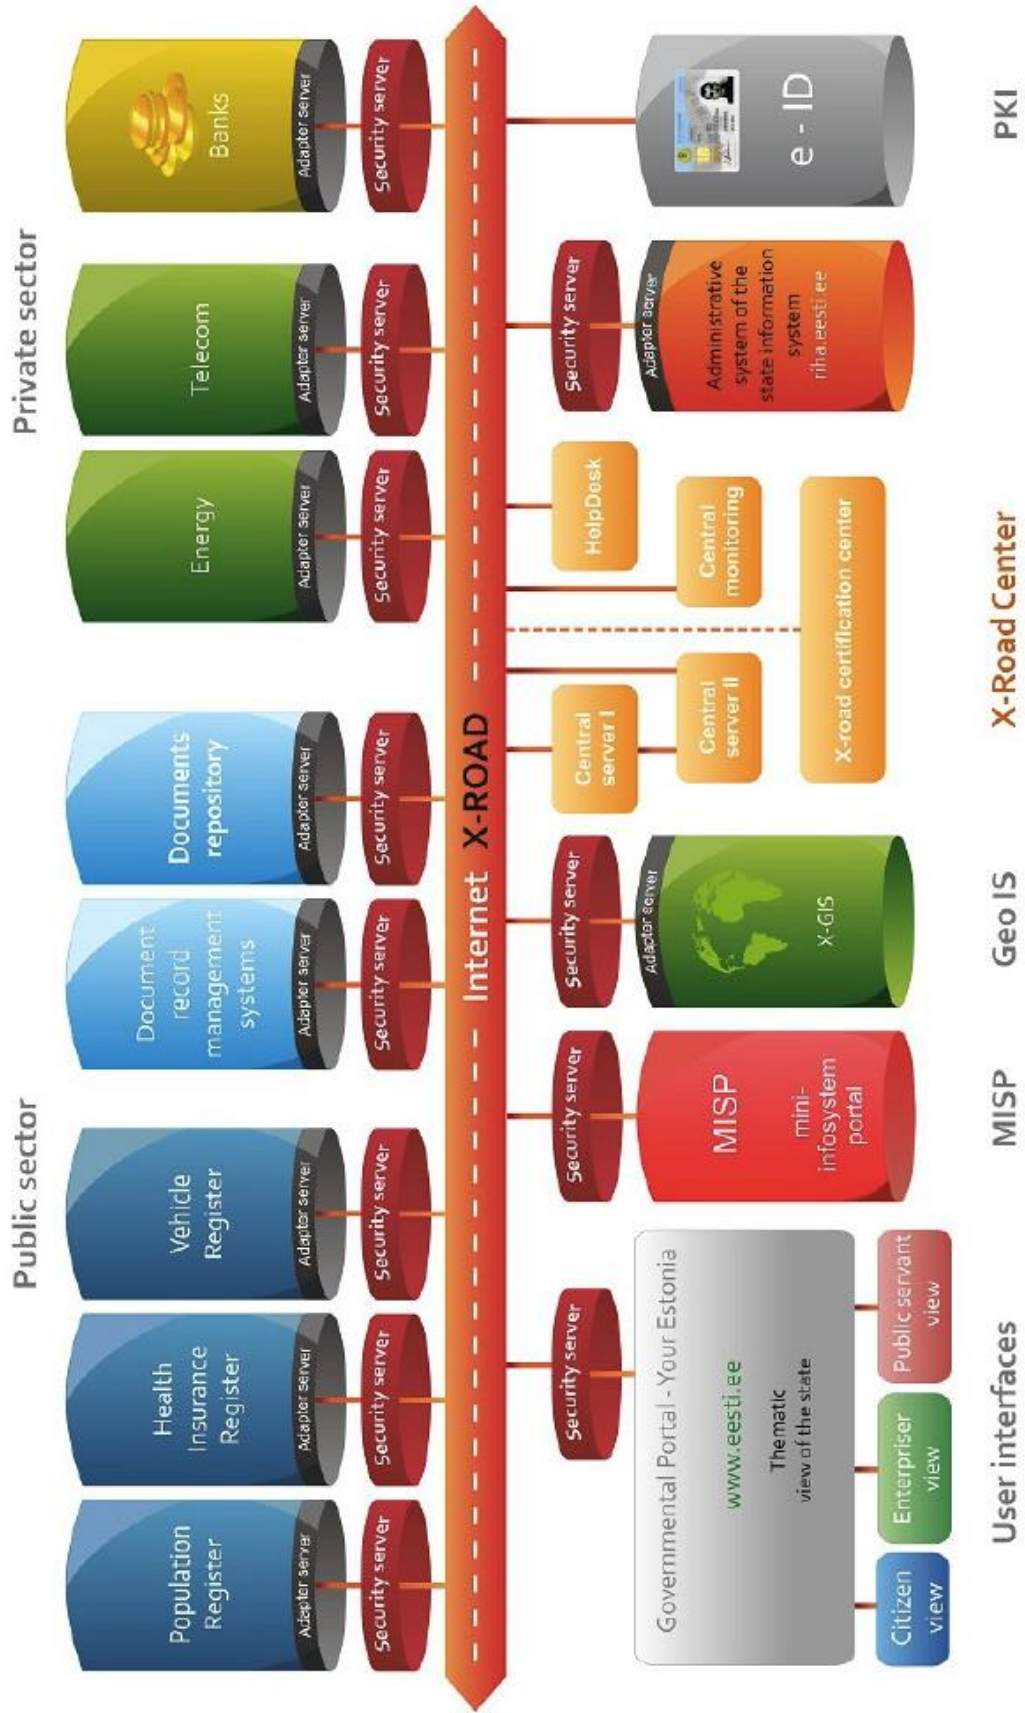 Public sector
Private sector
Population
Register
Adapter server
Security server
Health
Insurance
Register
Adapter server
Security server
Vehicle
Register
Adapter server
Security server
Document
record
management
systems
Adapter server
Security server
Documents
repository
Adapter server
Security server
Energy
Adapter server
Security server
Telecom
Adapter server
Security server
Banks
Adapter server
Security server
Internet X-ROAD
Security server
Governmental Portal - Your Estonia
www.eesti.ee
Thematic
view of the state
Citizen
view
Enterpriser
view
Public servant
view
User interfaces
Security server
MISP
mini-
infosystem
portal
MISP
Security server
Adapter server
X-GIS
Geo IS
Central
server I
Central
server II
HelpDesk
Central
monitoring
X-road certification center
X-Road Center
Security server
Adapter server
Administrative
system of the
state information
system
riha.eesti.ee
e - ID
PKI